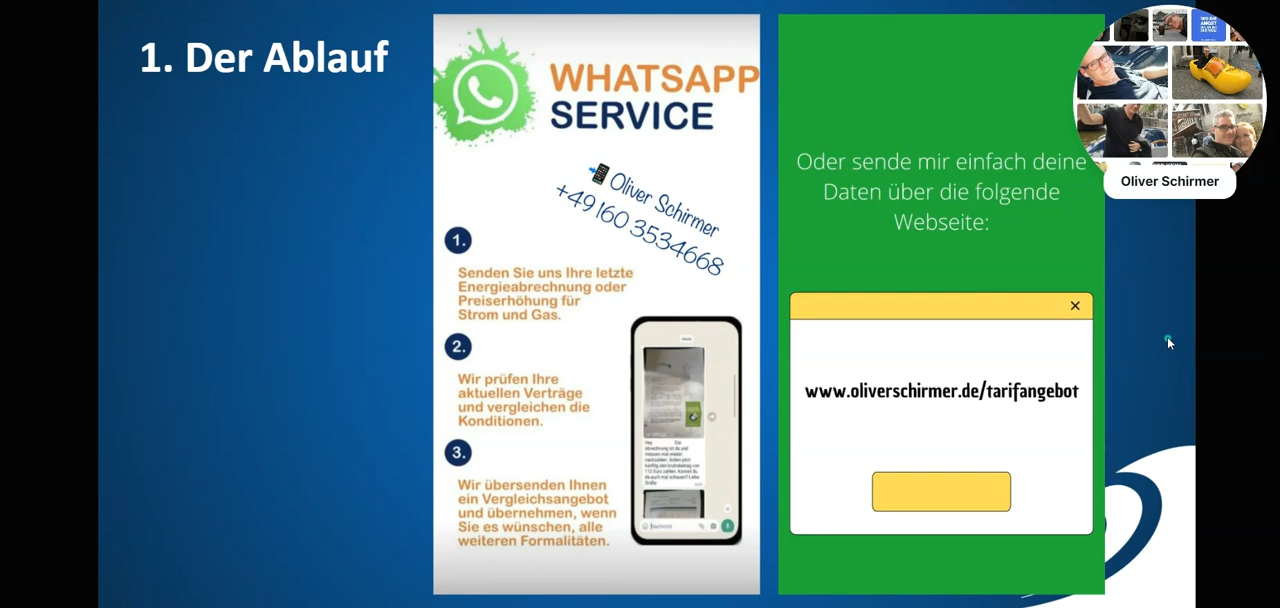 1. Der Ablauf
WHATSAPP
SERVICE
Oliver Schirmer
+49 160 3534668
1.
Senden Sie uns Ihre letzte
Energieabrechnung oder
Preiserhöhung für
Strom und Gas.
2.
Wir prüfen Ihre
aktuellen Verträge
und vergleichen die
Konditionen.
3.
Wir übersenden Ihnen
ein Vergleichsangebot
und übernehmen, wenn
Sie es wünschen, alle
weiteren Formalitäten.
Oder sende mir einfach deine
Daten über die folgende
Webseite:
www.oliverschirmer.de/tarifangebot
Oliver Schirmer